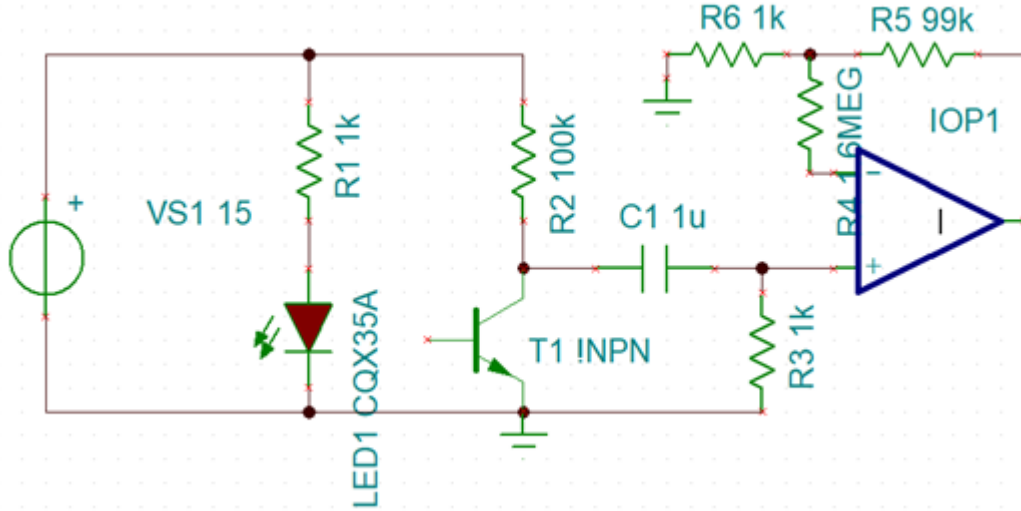 R6 1k
R5 99k
R1 1k
R2 100k
R4 1.6MEG
IOP1
VS1 15
C1 1u
+
-
+
I
T1 !NPN
R3 1k
LED1 CQX35A